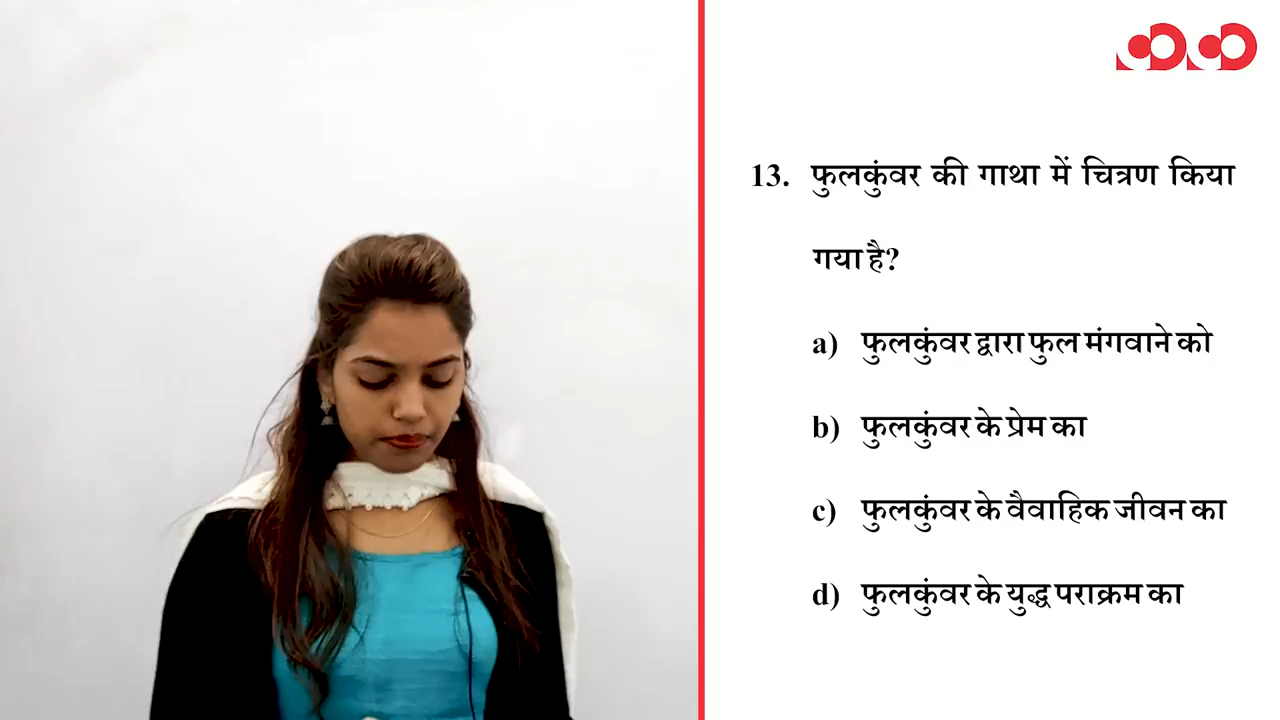 13. फुलकुंवर की गाथा में चित्रण किया
गया है?
a) फुलकुंवर द्वारा फुल मंगवाने को
b) फुलकुंवर के प्रेम का
c) फुलकुंवर के वैवाहिक जीवन का
d) फुलकुंवर के युद्ध पराक्रम का